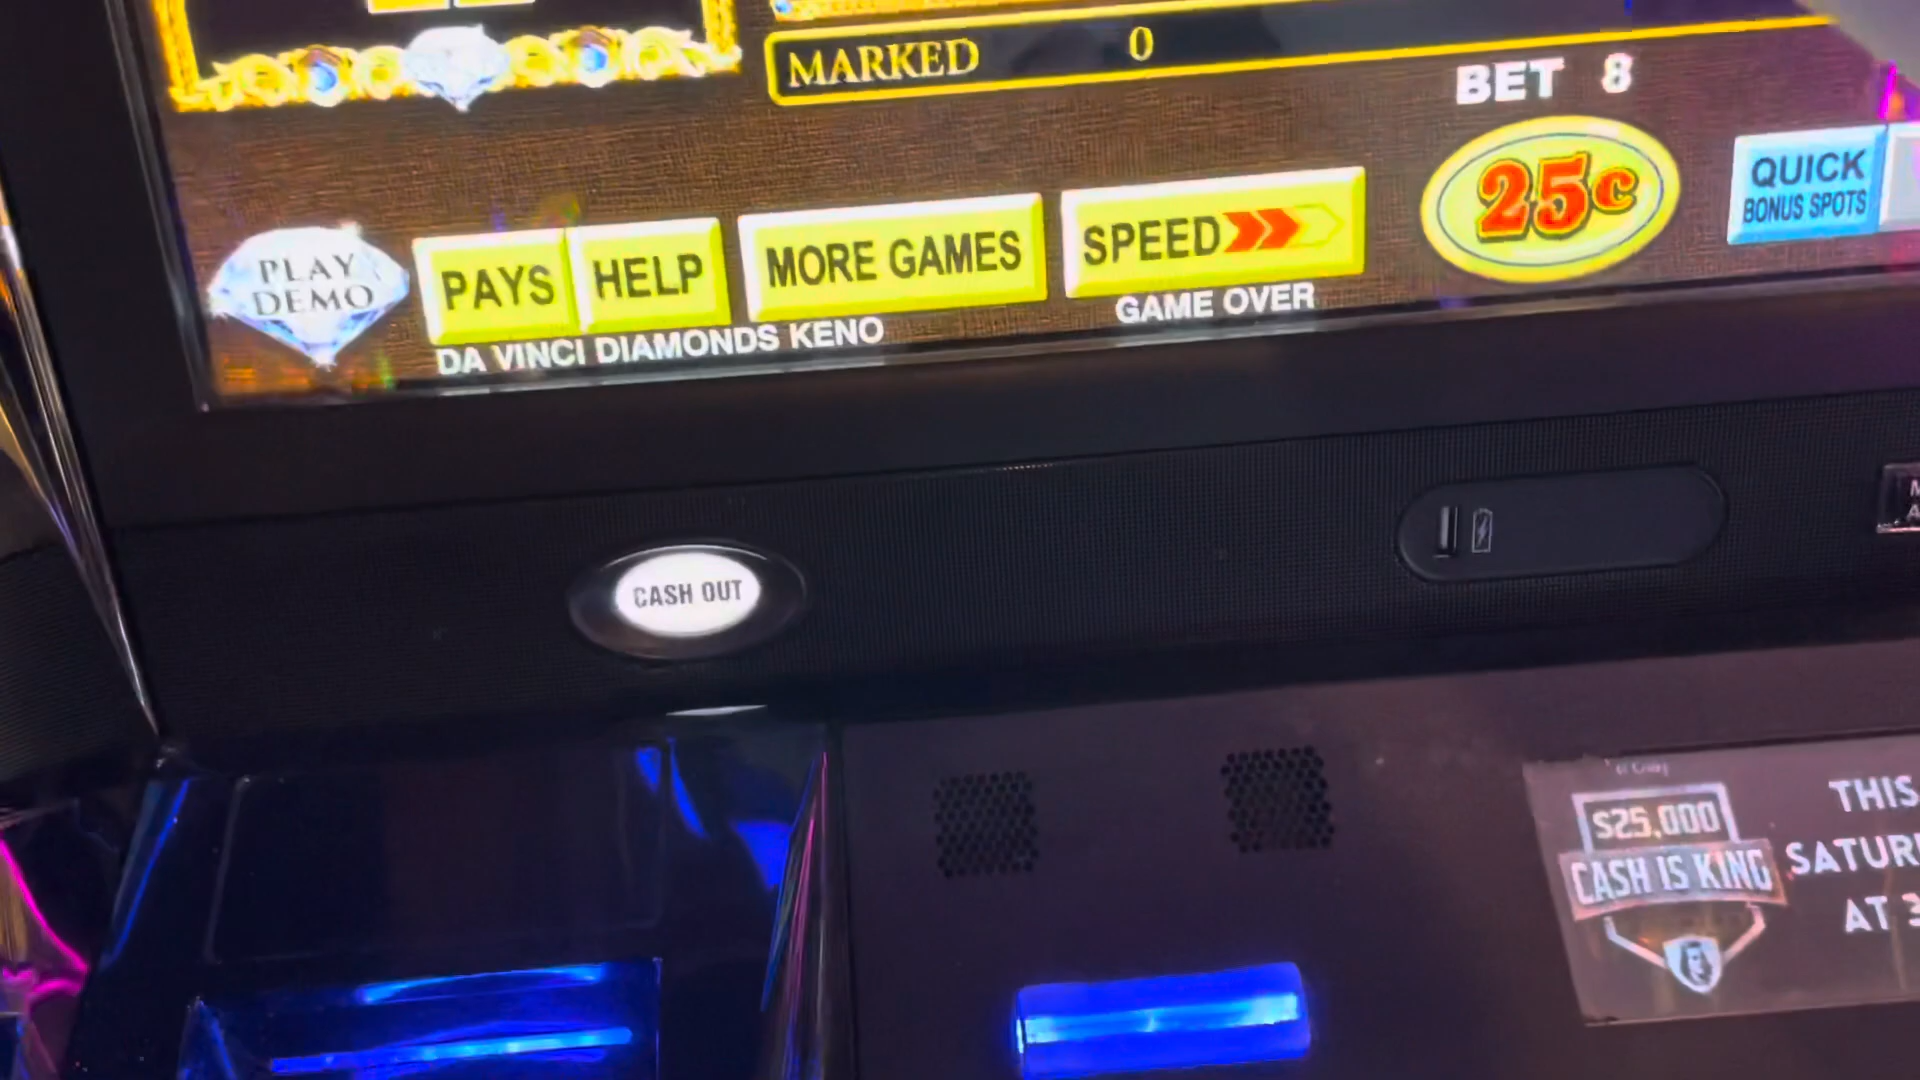 MARKED 0
BET 8
25¢
QUICK
BONUS SPOTS
PLAY
DEMO
PAYS
HELP
MORE GAMES
SPEED
DA VINCI DIAMONDS KENO
GAME OVER
CASH OUT
$25,000
CASH IS KING
THIS
AT